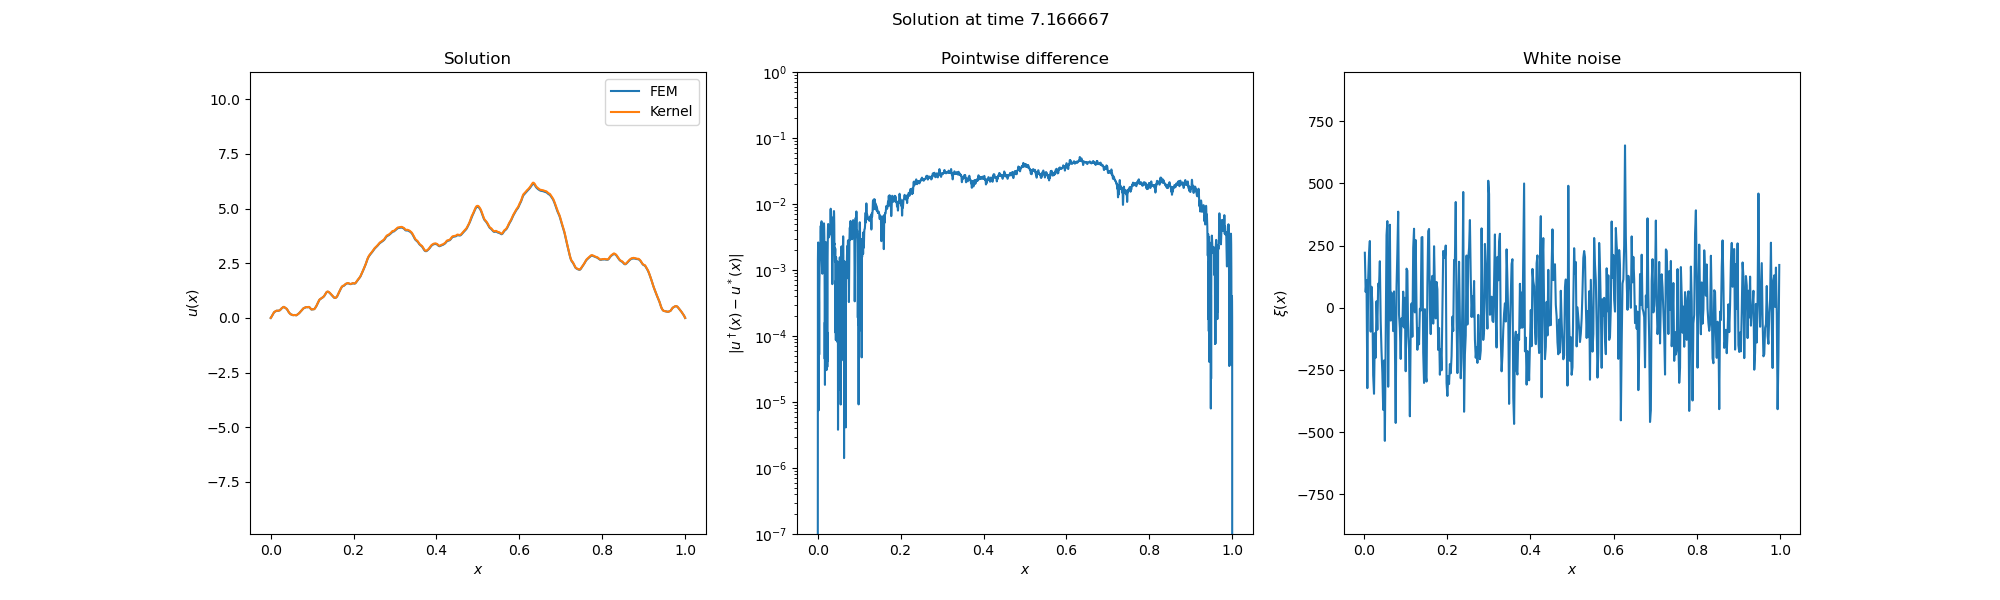 Solution at time 7.166667
Solution
FEM
Kernel
10.0
7.5
5.0
2.5
0.0
−2.5
−5.0
−7.5
u(x)
0.0 0.2 0.4 0.6 0.8 1.0
x
Pointwise difference
10⁰
10⁻¹
10⁻²
10⁻³
10⁻⁴
10⁻⁵
10⁻⁶
10⁻⁷
|u†(x) − u*(x)|
0.0 0.2 0.4 0.6 0.8 1.0
x
White noise
750
500
250
0
−250
−500
−750
ξ(x)
0.0 0.2 0.4 0.6 0.8 1.0
x